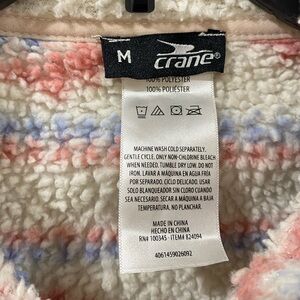 M crane®
100% POLYESTER
100% POLIÉSTER
MACHINE WASH COLD SEPARATELY,
GENTLE CYCLE, ONLY NON-CHLORINE BLEACH
WHEN NEEDED. TUMBLE DRY LOW. DO NOT
IRON. LAVAR A MÁQUINA EN AGUA FRÍA
POR SEPARADO, CICLO DELICADO. USAR
SOLO BLANQUEADOR SIN CLORO CUANDO
SEA NECESARIO. SECAR A MÁQUINA A BAJA
TEMPERATURA. NO PLANCHAR.
MADE IN CHINA
HECHO EN CHINA
RN# 100345 - ITEM# 824094
4061459026092